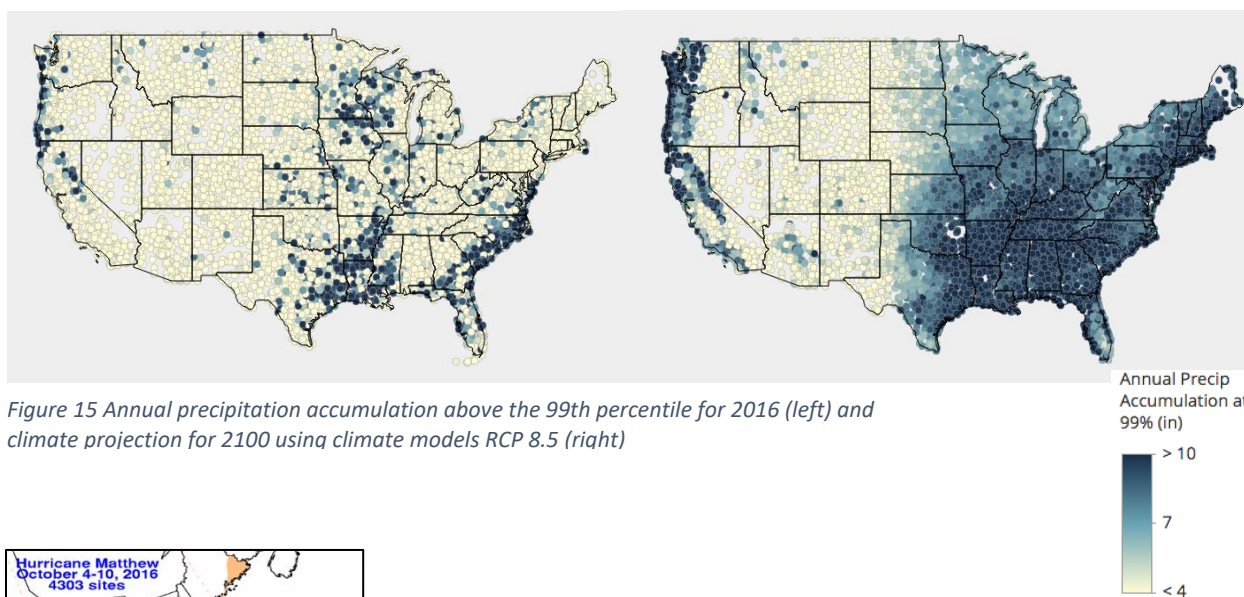 Figure 15 Annual precipitation accumulation above the 99th percentile for 2016 (left) and
climate projection for 2100 using climate models RCP 8.5 (right)
Annual Precip
Accumulation at
99% (in)
> 10
7
< 4
Hurricane Matthew
October 4-10, 2016
4303 sites